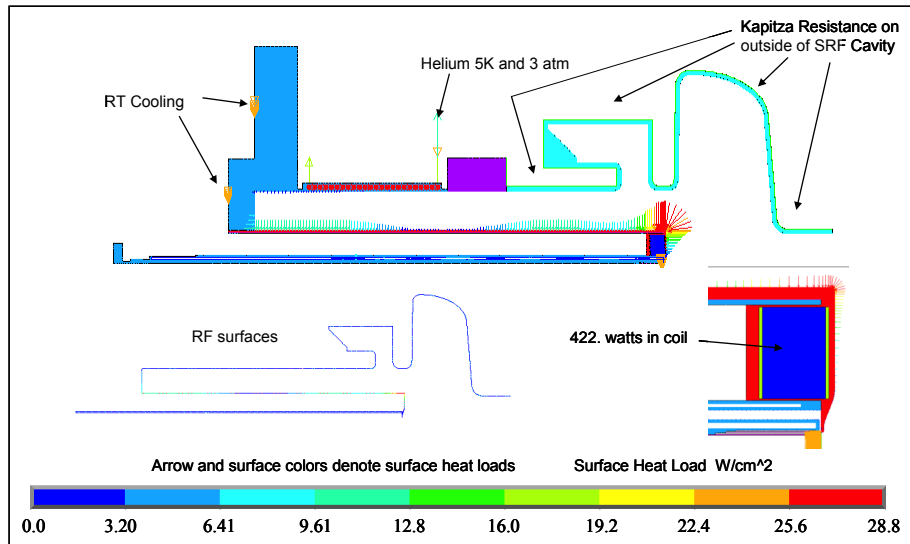 Kapitza Resistance on
outside of SRF Cavity
Helium 5K and 3 atm
RT Cooling
RF surfaces
422. watts in coil
Arrow and surface colors denote surface heat loads
Surface Heat Load W/cm^2
0.0 3.20 6.41 9.61 12.8 16.0 19.2 22.4 25.6 28.8